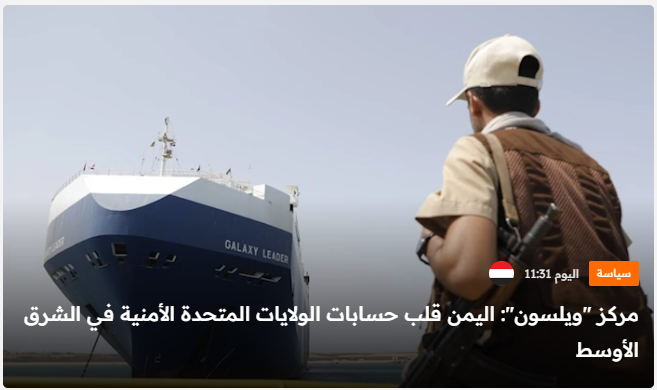 GALAXY LEADER
سياسة
اليوم 11:31
مركز "ويلسون": اليمن قلب حسابات الولايات المتحدة الأمنية في الشرق
الأوسط